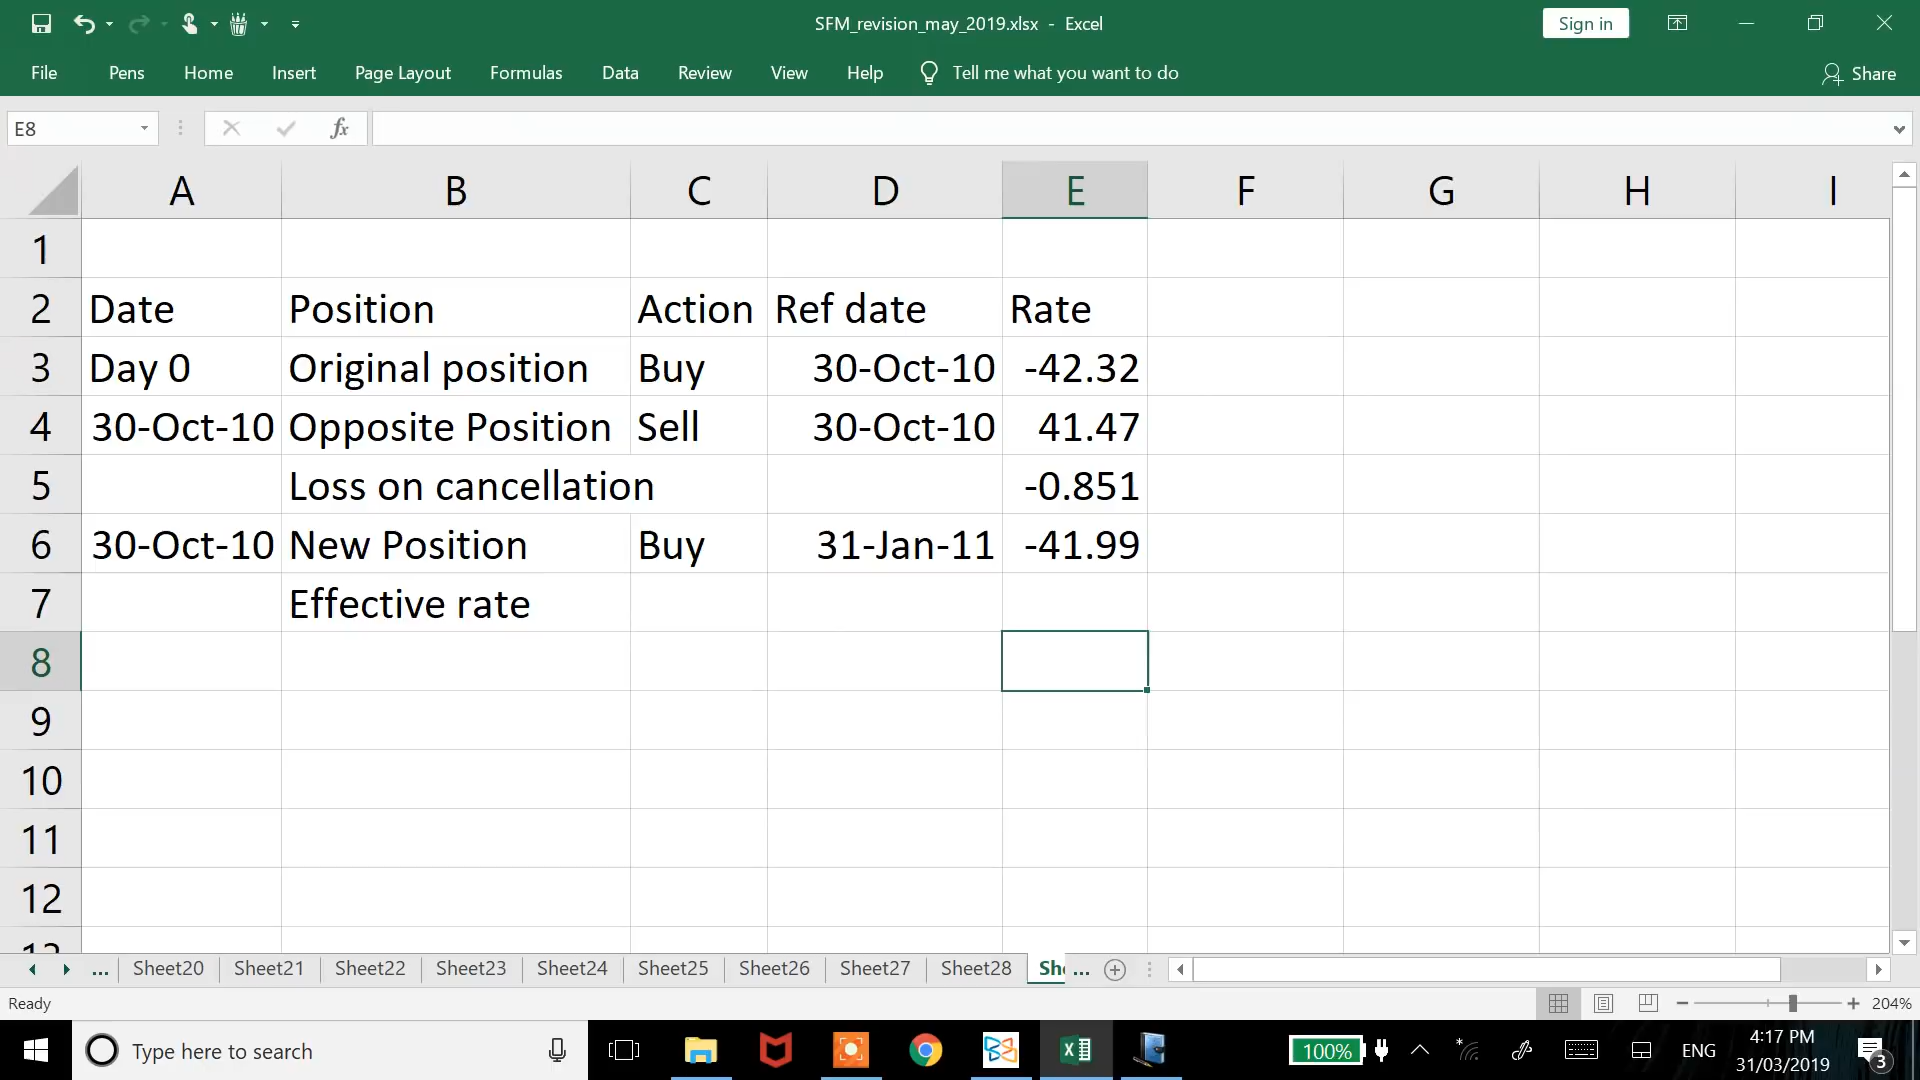 SFM_revision_may_2019.xlsx - Excel
Sign in
File Pens Home Insert Page Layout Formulas Data Review View Help Tell me what you want to do Share
E8 fx
A B C D E F G H I
1
2 Date Position Action Ref date Rate
3 Day 0 Original position Buy 30-Oct-10 -42.32
4 30-Oct-10 Opposite Position Sell 30-Oct-10 41.47
5 Loss on cancellation -0.851
6 30-Oct-10 New Position Buy 31-Jan-11 -41.99
7 Effective rate
8
9
10
11
12
13
... Sheet20 Sheet21 Sheet22 Sheet23 Sheet24 Sheet25 Sheet26 Sheet27 Sheet28 She ...
Ready 204%
Type here to search 100% ENG 4:17 PM
31/03/2019 3